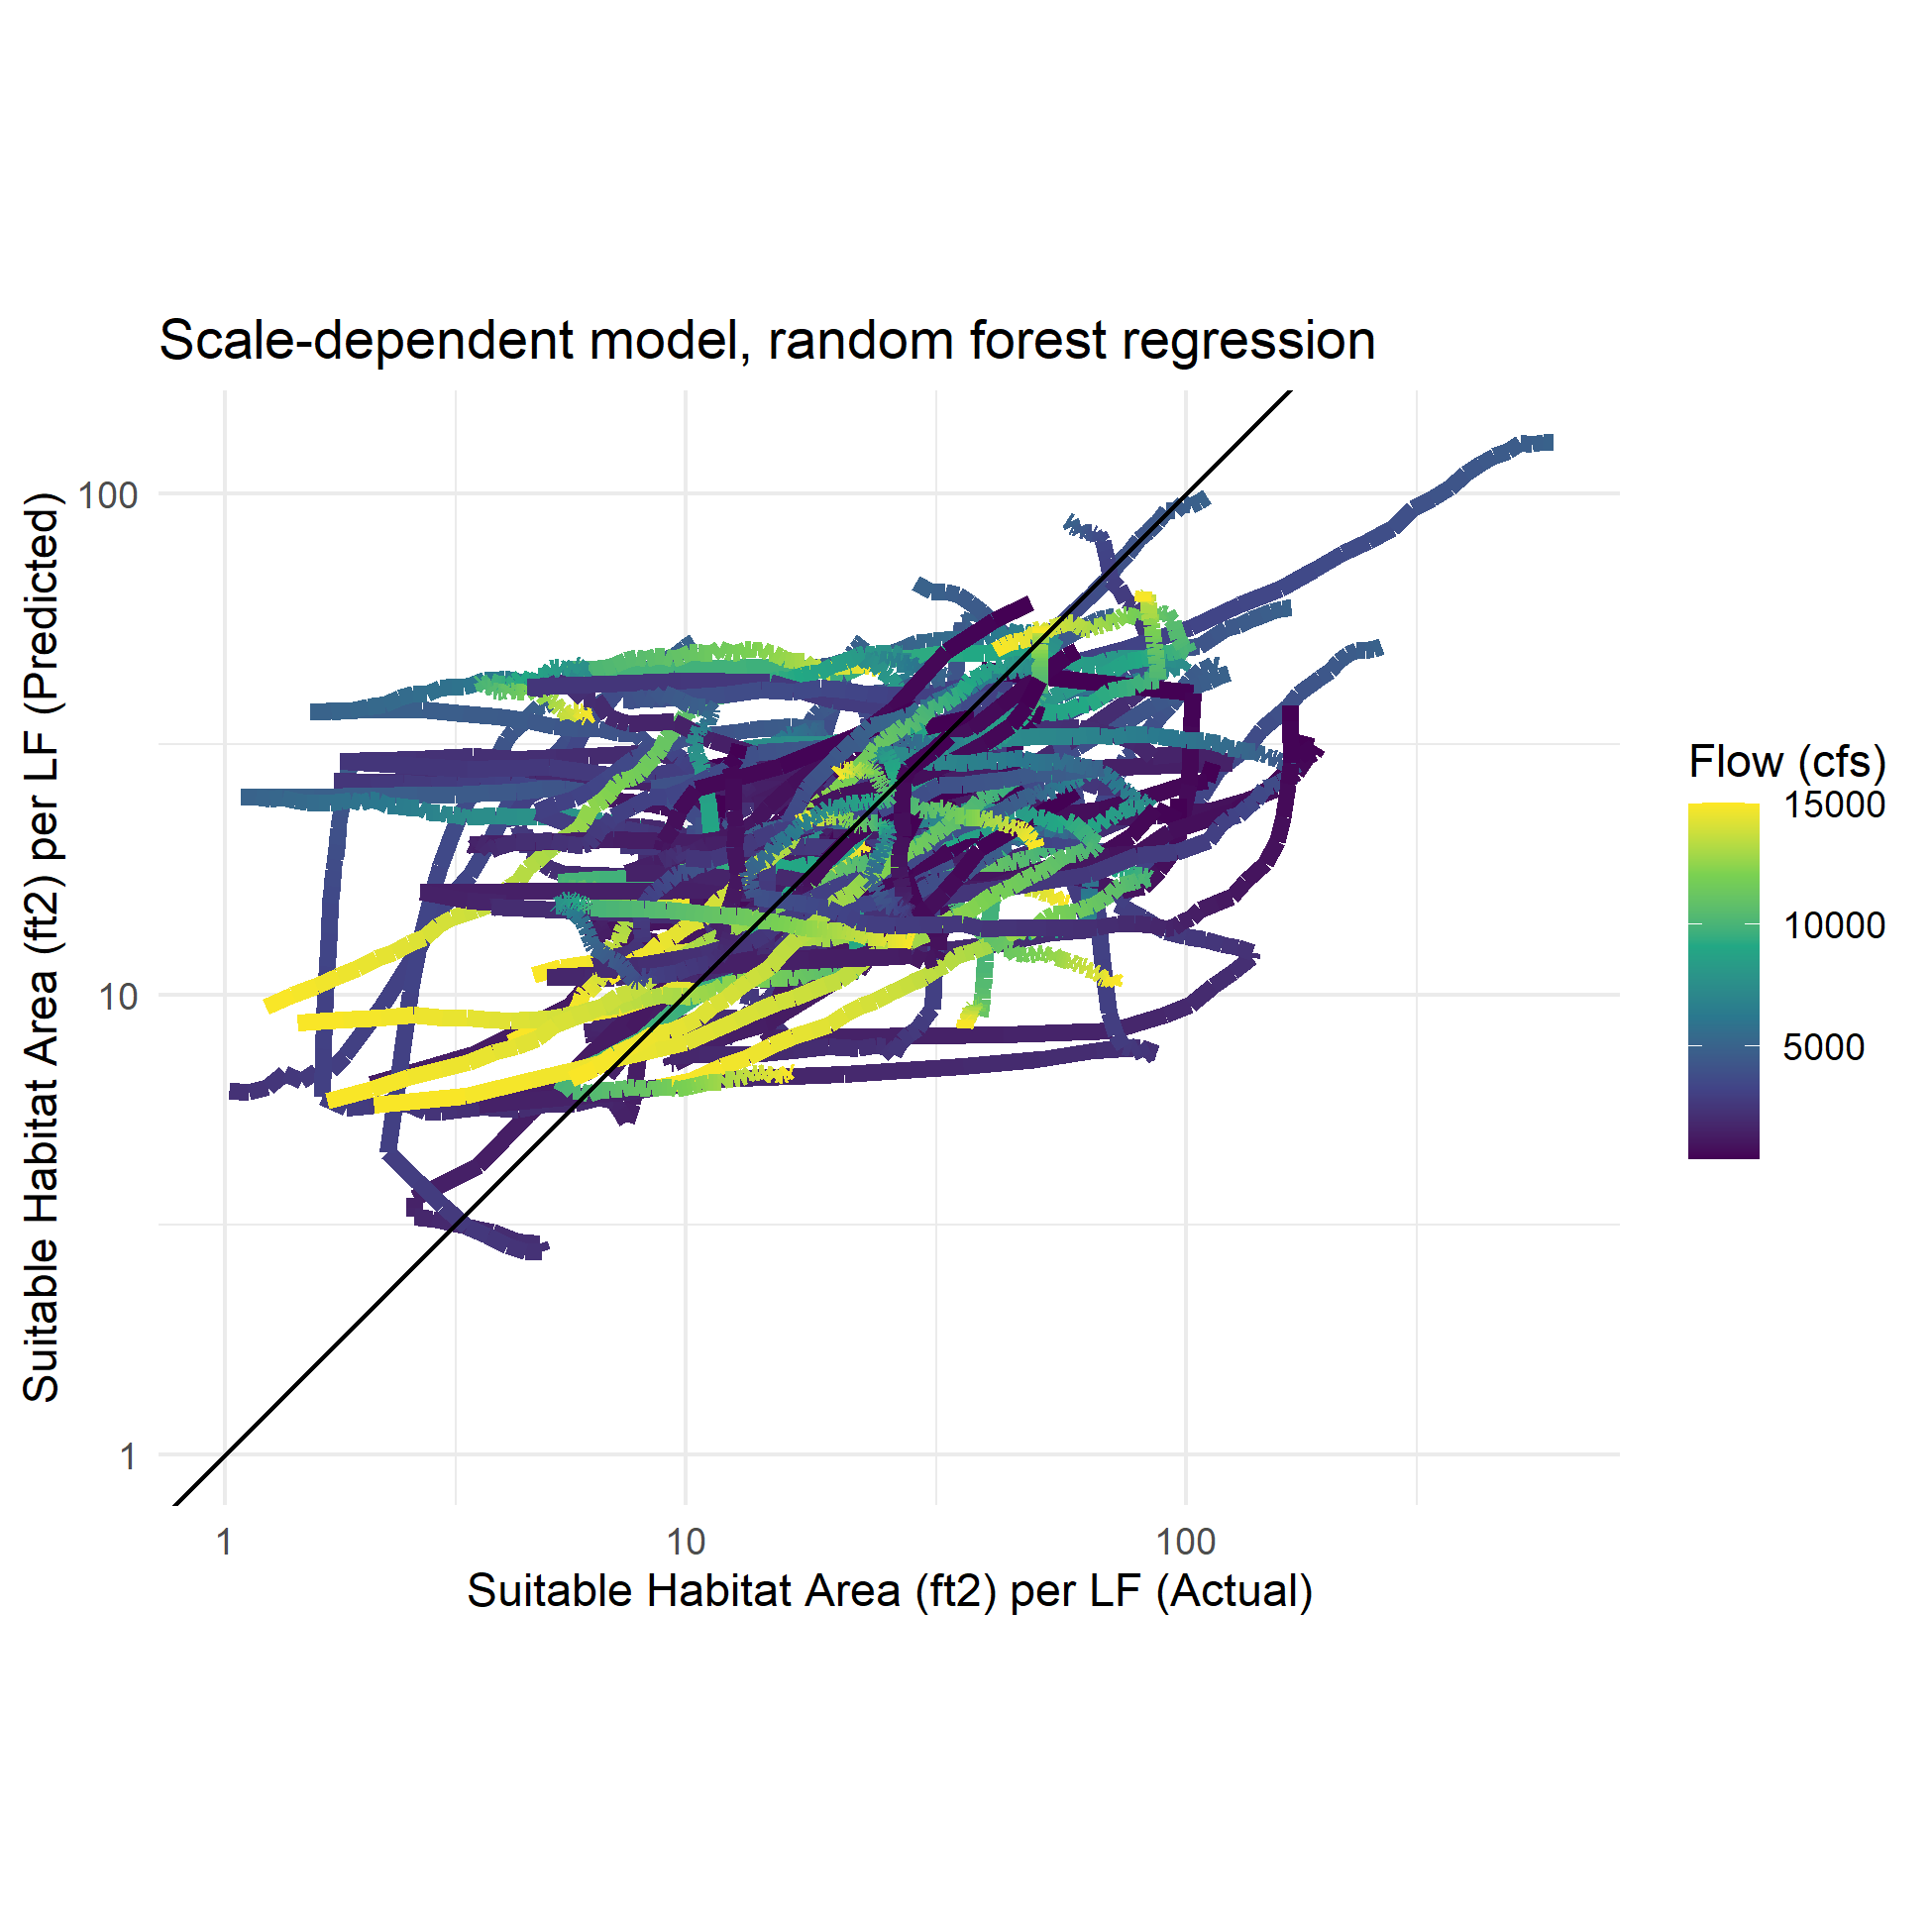 Scale-dependent model, random forest regression
Suitable Habitat Area (ft2) per LF (Predicted)
100
10
1
1
10
100
Suitable Habitat Area (ft2) per LF (Actual)
Flow (cfs)
15000
10000
5000